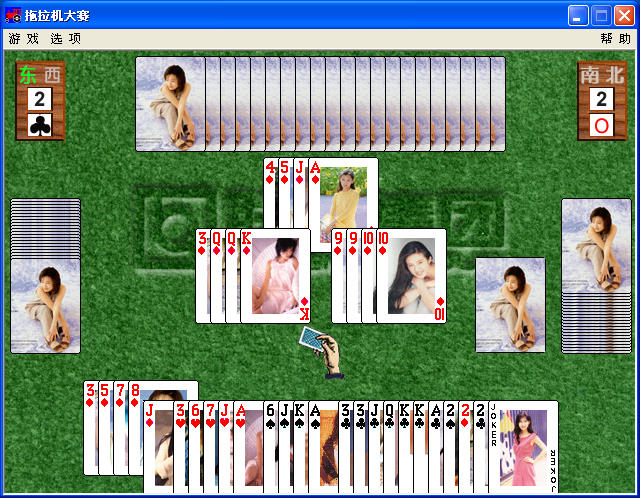 拖拉机大赛
游戏 选项 帮助
东西 南北
2 2
4 5 J A
3 Q Q K K
9 9 10 10 10
3 5 7 8
J 3 6 7 J A 6 J K A 3 3 J Q K K A 2 2 2 JOKER
JOKER